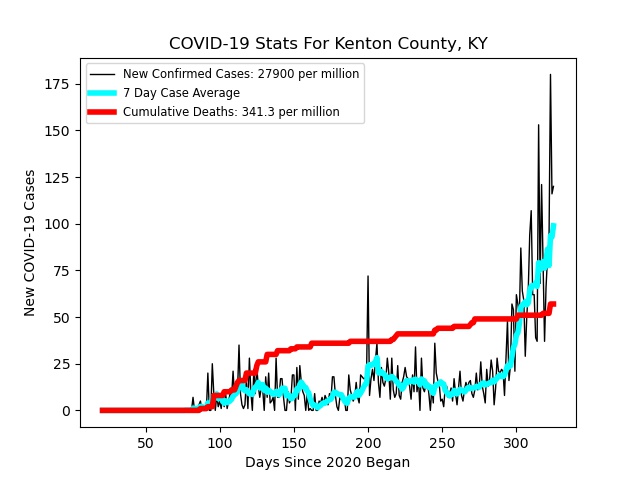 COVID-19 Stats For Kenton County, KY
New Confirmed Cases: 27900 per million
7 Day Case Average
Cumulative Deaths: 341.3 per million
New COVID-19 Cases
175
150
125
100
75
50
25
0
50
100
150
200
250
300
Days Since 2020 Began